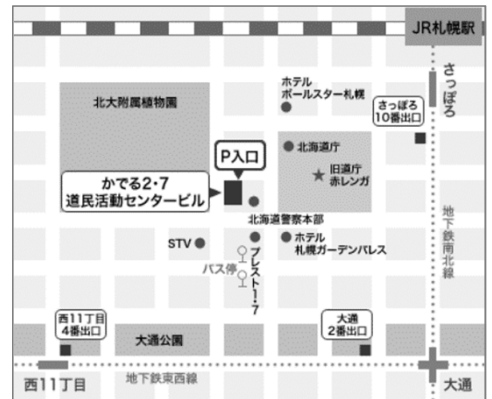 JR札幌駅
さっぽろ
ホテル
ポールスター札幌
さっぽろ
10番出口
北大附属植物園
北海道庁
旧道庁
赤レンガ
P入口
かでる2・7
道民活動センタービル
北海道警察本部
ホテル
札幌ガーデンパレス
STV
プレスト1・7
バス停
地下鉄南北線
西11丁目
4番出口
大通公園
大通
2番出口
西11丁目
地下鉄東西線
大通